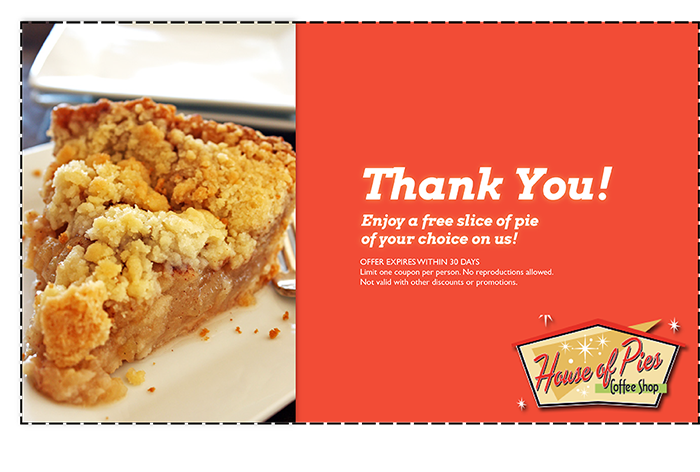 Thank You!
Enjoy a free slice of pie
of your choice on us!
OFFER EXPIRES WITHIN 30 DAYS
Limit one coupon per person. No reproductions allowed.
Not valid with other discounts or promotions.
House of Pies
Coffee Shop